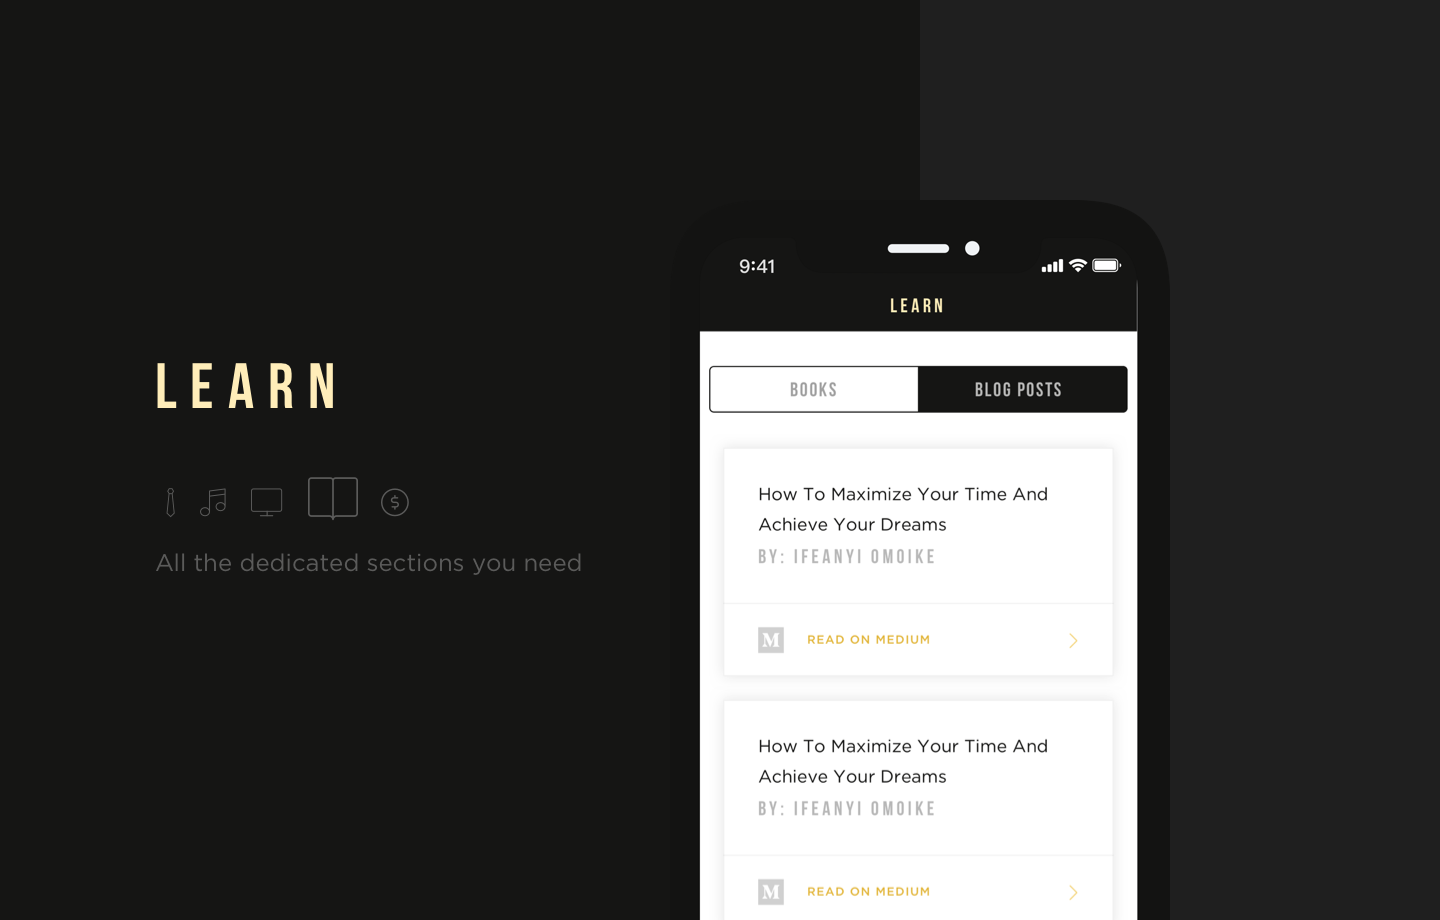 LEARN
All the dedicated sections you need
9:41
LEARN
BOOKS
BLOG POSTS
How To Maximize Your Time And
Achieve Your Dreams
BY: IFEANYI OMOIKE
M
READ ON MEDIUM
How To Maximize Your Time And
Achieve Your Dreams
BY: IFEANYI OMOIKE
M
READ ON MEDIUM